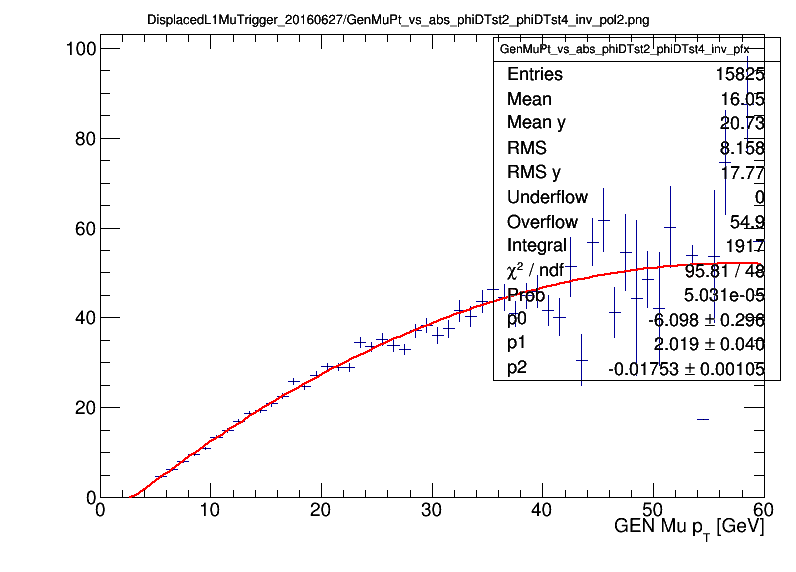 DisplacedL1MuTrigger_20160627/GenMuPt_vs_abs_phiDTst2_phiDTst4_inv_pol2.png
GenMuPt_vs_abs_phiDTst2_phiDTst4_inv_pfx
Entries 15825
Mean 16.05
Mean y 20.73
RMS 8.158
RMS y 17.77
Underflow 0
Overflow 54.9
Integral 1917
χ² / ndf 95.81 / 48
Prob 5.031e-05
p0 -6.098 ± 0.296
p1 2.019 ± 0.040
p2 -0.01753 ± 0.00105
100
80
60
40
20
0
0 10 20 30 40 50 60
GEN Mu p_T [GeV]